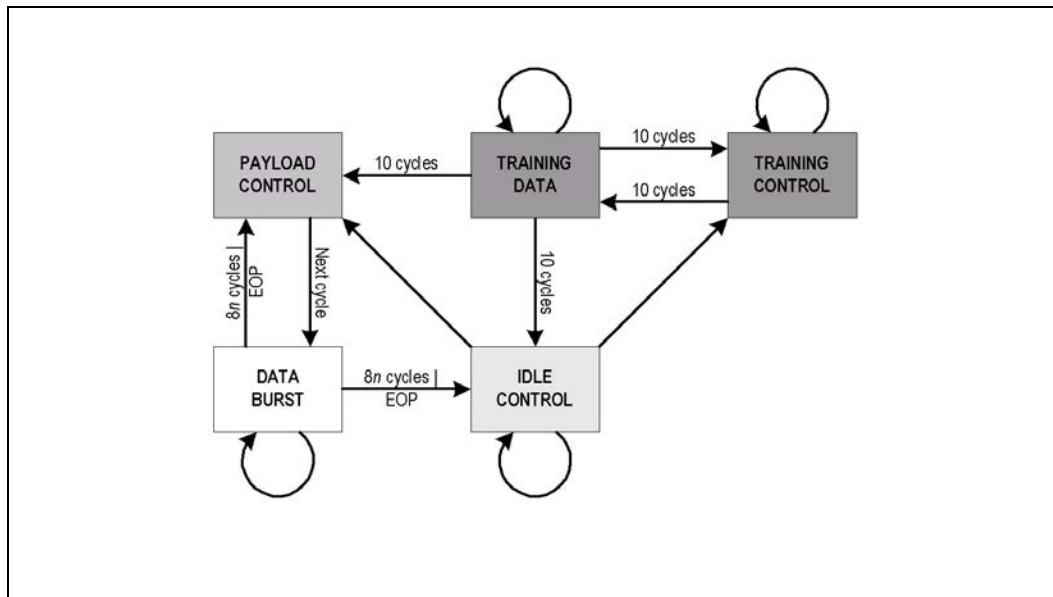 10 cycles
PAYLOAD
CONTROL
10 cycles
TRAINING
DATA
TRAINING
CONTROL
10 cycles
8n cycles |
EOP
Next cycle
10 cycles
DATA
BURST
8n cycles |
EOP
IDLE
CONTROL